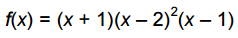 f(x) = (x + 1)(x − 2)²(x − 1)